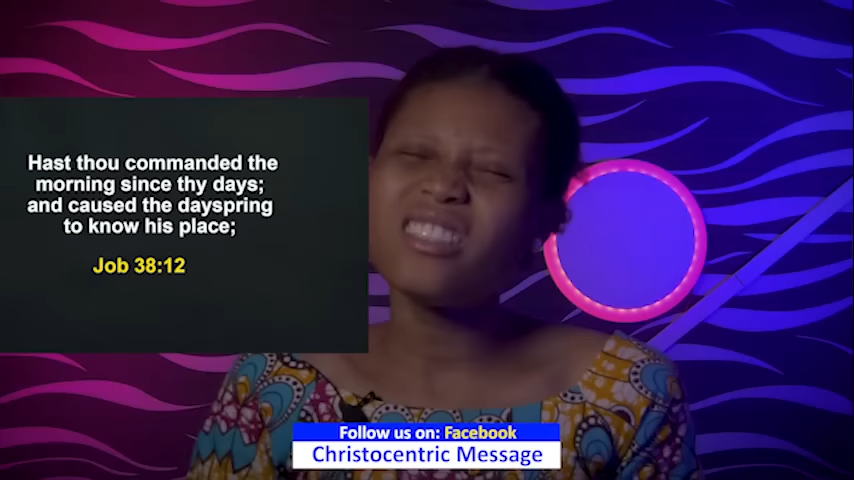 Hast thou commanded the
morning since thy days;
and caused the dayspring
to know his place;
Job 38:12
Follow us on: Facebook
Christocentric Message